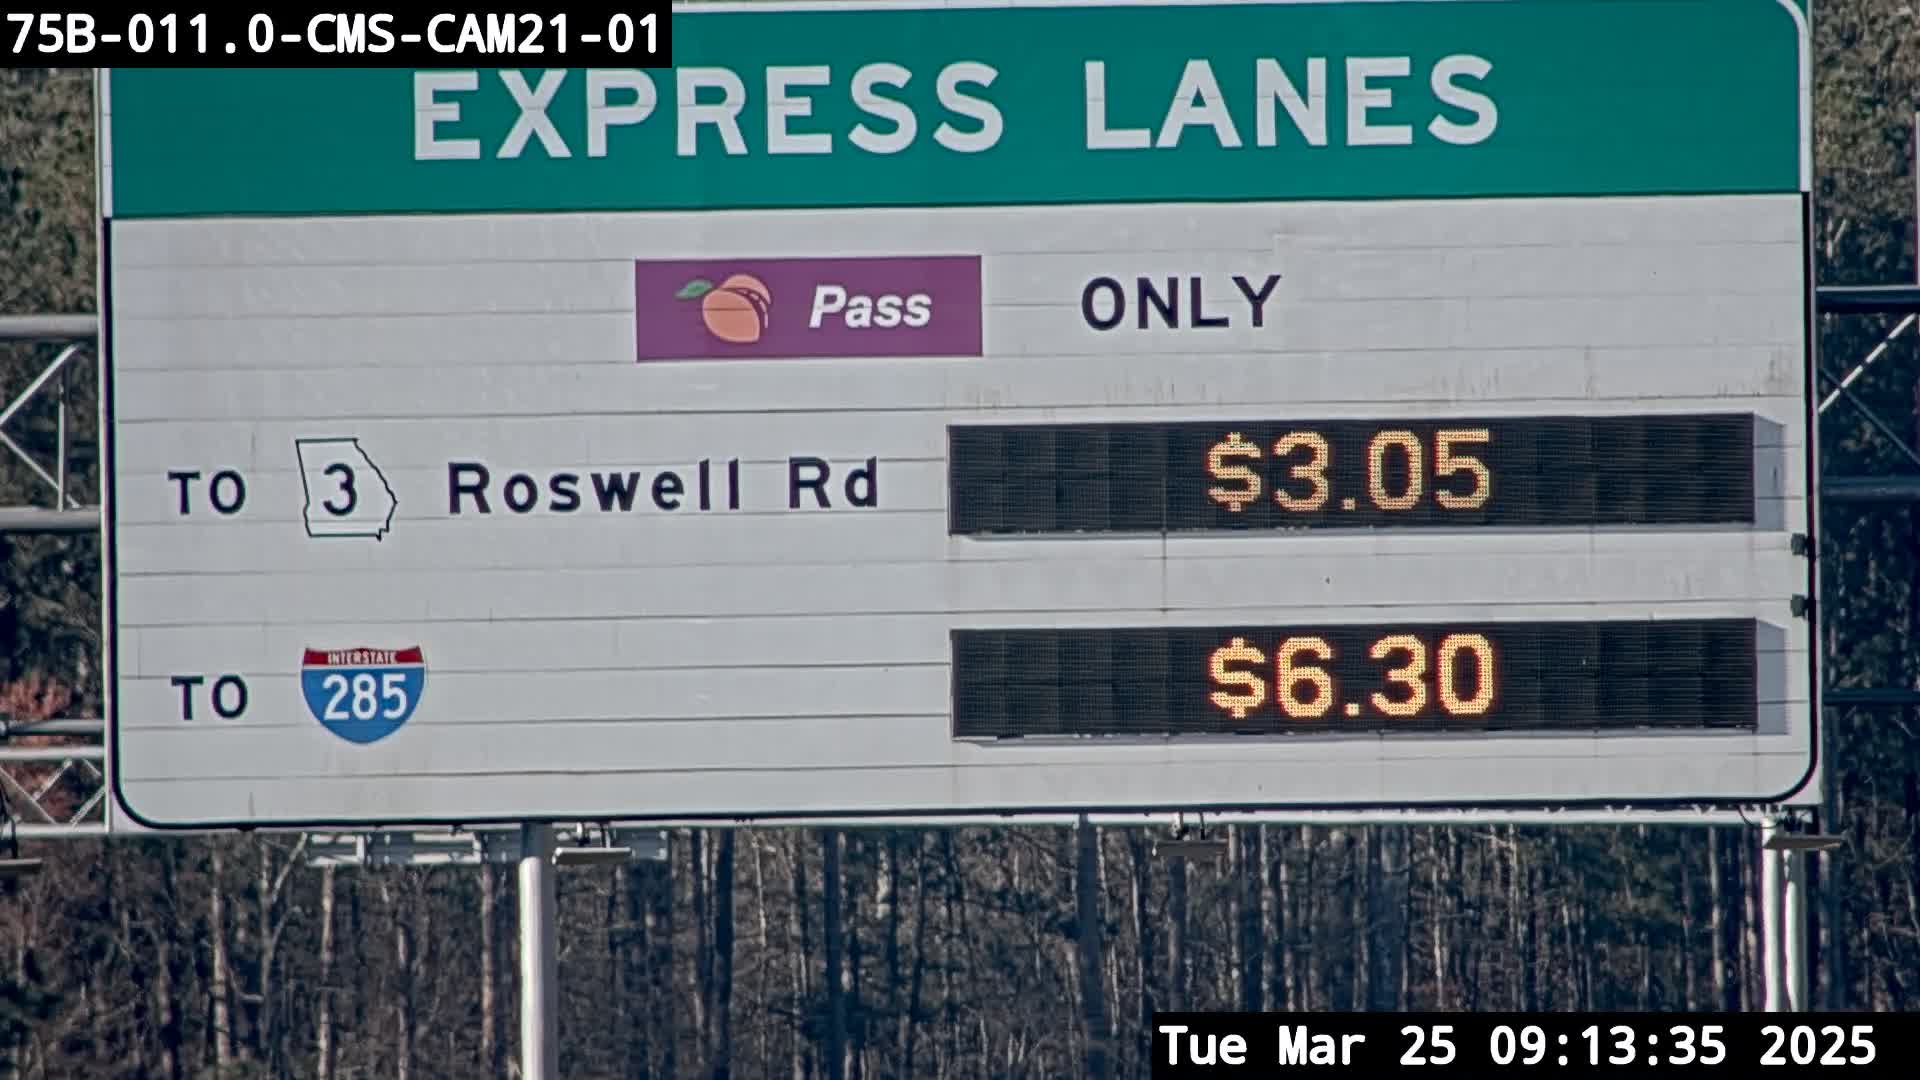 75B-011.0-CMS-CAM21-01
EXPRESS LANES
Pass ONLY
TO 3 Roswell Rd $3.05
TO INTERSTATE 285 $6.30
Tue Mar 25 09:13:35 2025